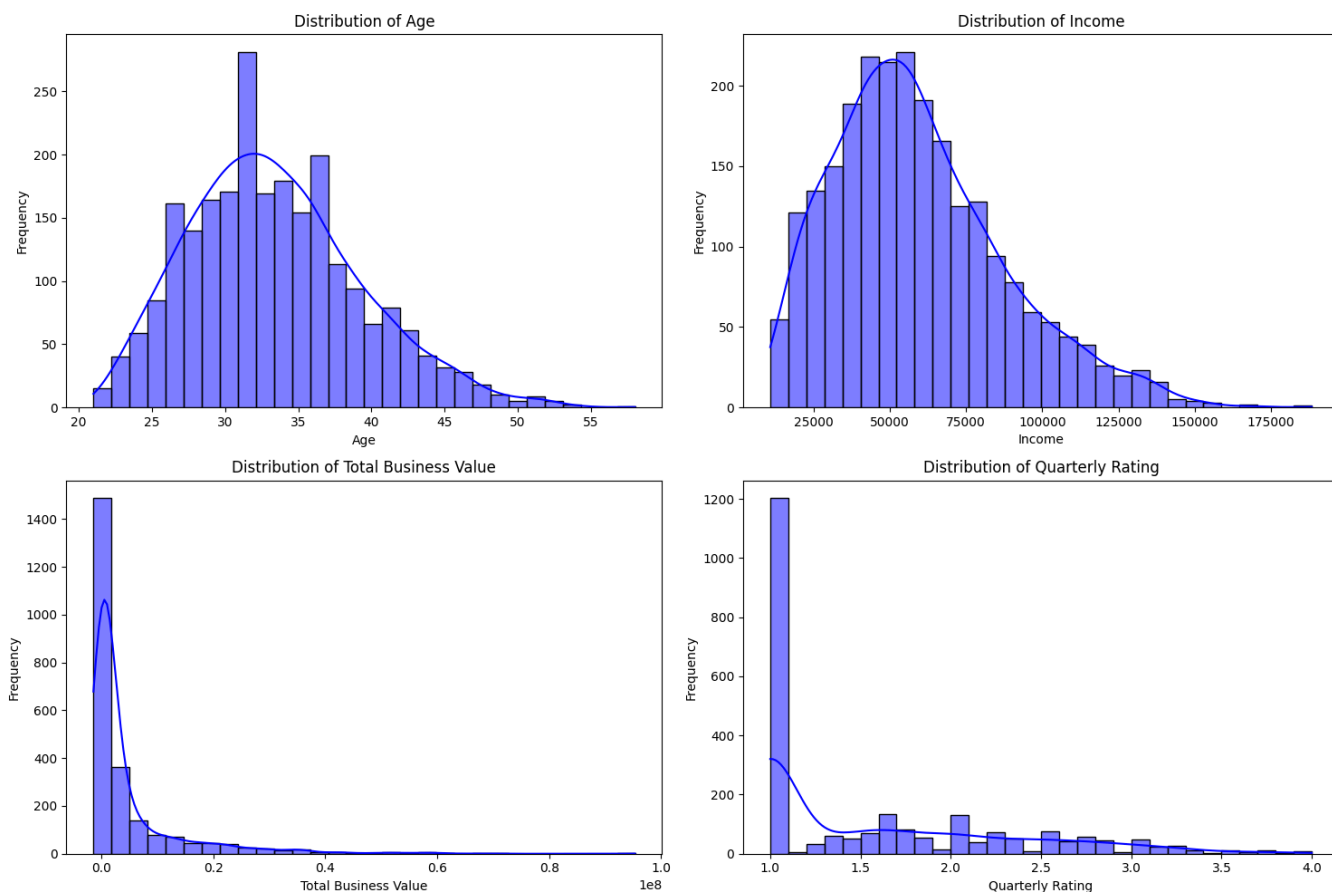 Distribution of Age
Frequency
250
200
150
100
50
0
20 25 30 35 40 45 50 55
Age
Distribution of Income
Frequency
200
150
100
50
0
25000 50000 75000 100000 125000 150000 175000
Income
Distribution of Total Business Value
Frequency
1400
1200
1000
800
600
400
200
0
0.0 0.2 0.4 0.6 0.8 1.0
1e8
Total Business Value
Distribution of Quarterly Rating
Frequency
1200
1000
800
600
400
200
0
1.0 1.5 2.0 2.5 3.0 3.5 4.0
Quarterly Rating